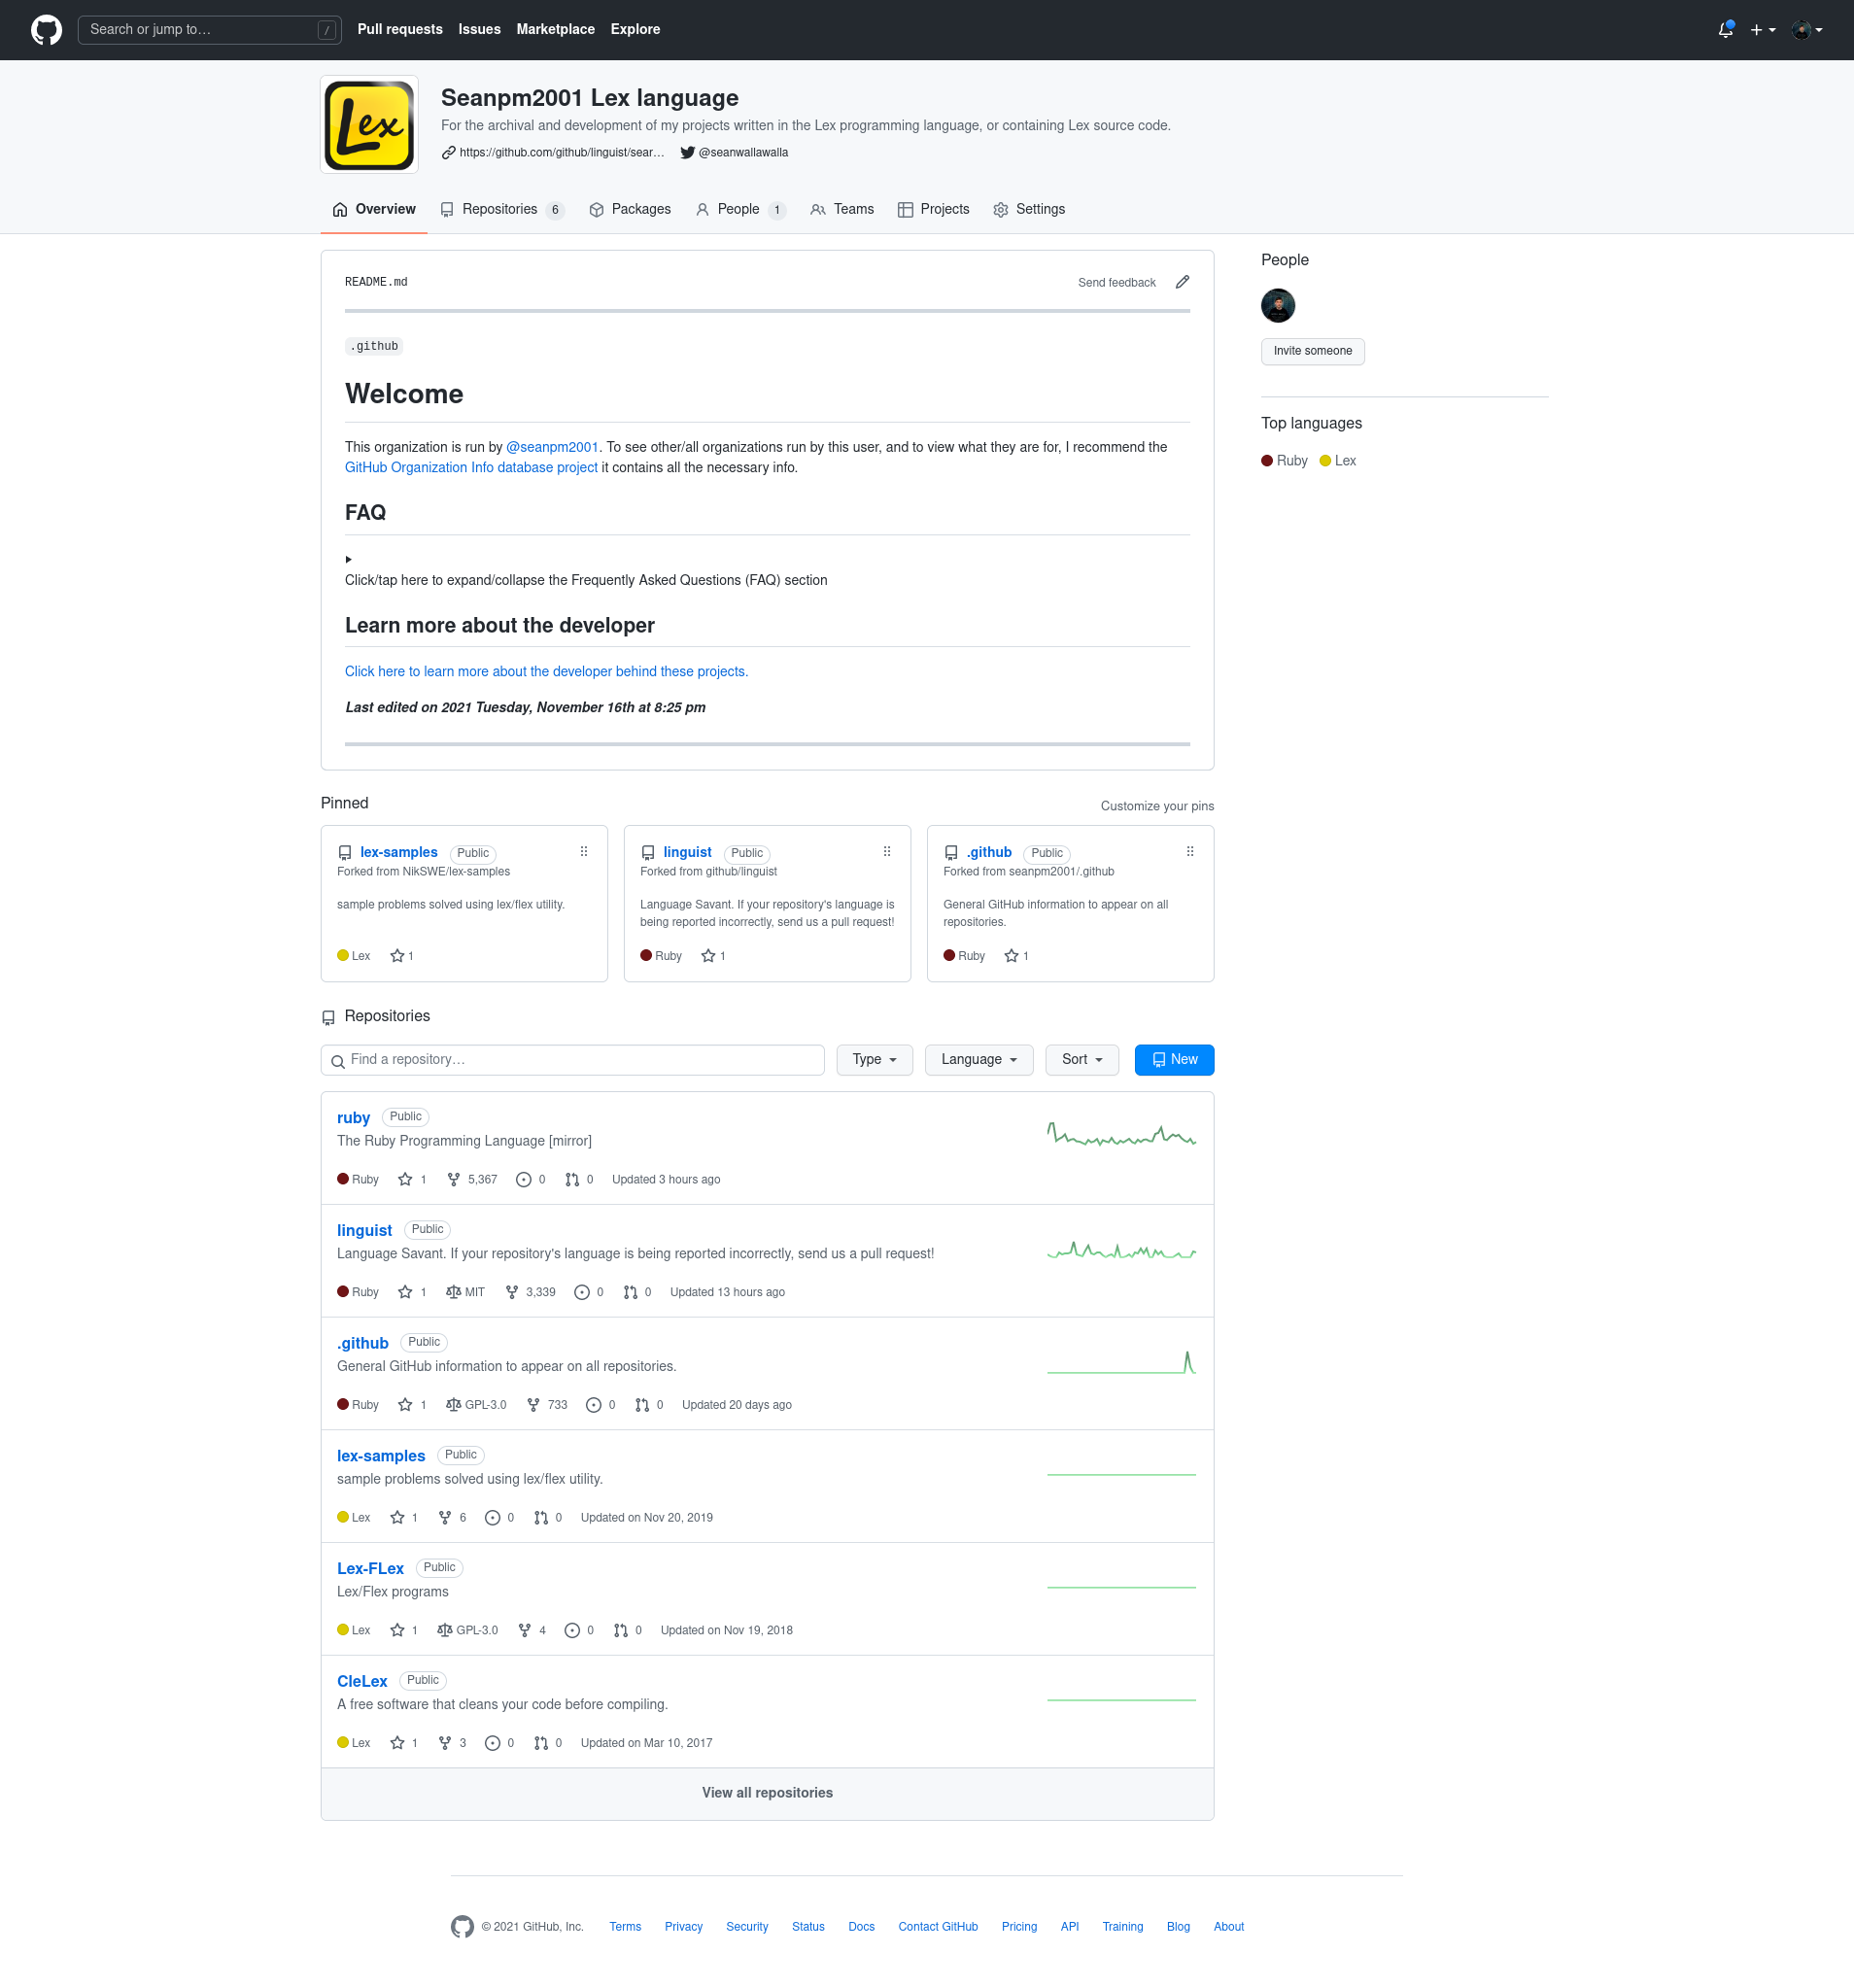 Search or jump to… /
Pull requests Issues Marketplace Explore
Lex
Seanpm2001 Lex language
For the archival and development of my projects written in the Lex programming language, or containing Lex source code.
https://github.com/github/linguist/sear… @seanwallawalla
Overview Repositories 6 Packages People 1 Teams Projects Settings
README.md Send feedback
.github
Welcome
This organization is run by @seanpm2001. To see other/all organizations run by this user, and to view what they are for, I recommend the
GitHub Organization Info database project it contains all the necessary info.
FAQ
Click/tap here to expand/collapse the Frequently Asked Questions (FAQ) section
Learn more about the developer
Click here to learn more about the developer behind these projects.
Last edited on 2021 Tuesday, November 16th at 8:25 pm
People
Invite someone
Top languages
Ruby Lex
Pinned Customize your pins
lex-samples Public
Forked from NikSWE/lex-samples
sample problems solved using lex/flex utility.
Lex 1
linguist Public
Forked from github/linguist
Language Savant. If your repository's language is
being reported incorrectly, send us a pull request!
Ruby 1
.github Public
Forked from seanpm2001/.github
General GitHub information to appear on all
repositories.
Ruby 1
Repositories
Find a repository… Type Language Sort New
ruby Public
The Ruby Programming Language [mirror]
Ruby 1 5,367 0 0 Updated 3 hours ago
linguist Public
Language Savant. If your repository's language is being reported incorrectly, send us a pull request!
Ruby 1 MIT 3,339 0 0 Updated 13 hours ago
.github Public
General GitHub information to appear on all repositories.
Ruby 1 GPL-3.0 733 0 0 Updated 20 days ago
lex-samples Public
sample problems solved using lex/flex utility.
Lex 1 6 0 0 Updated on Nov 20, 2019
Lex-FLex Public
Lex/Flex programs
Lex 1 GPL-3.0 4 0 0 Updated on Nov 19, 2018
CleLex Public
A free software that cleans your code before compiling.
Lex 1 3 0 0 Updated on Mar 10, 2017
View all repositories
© 2021 GitHub, Inc. Terms Privacy Security Status Docs Contact GitHub Pricing API Training Blog About